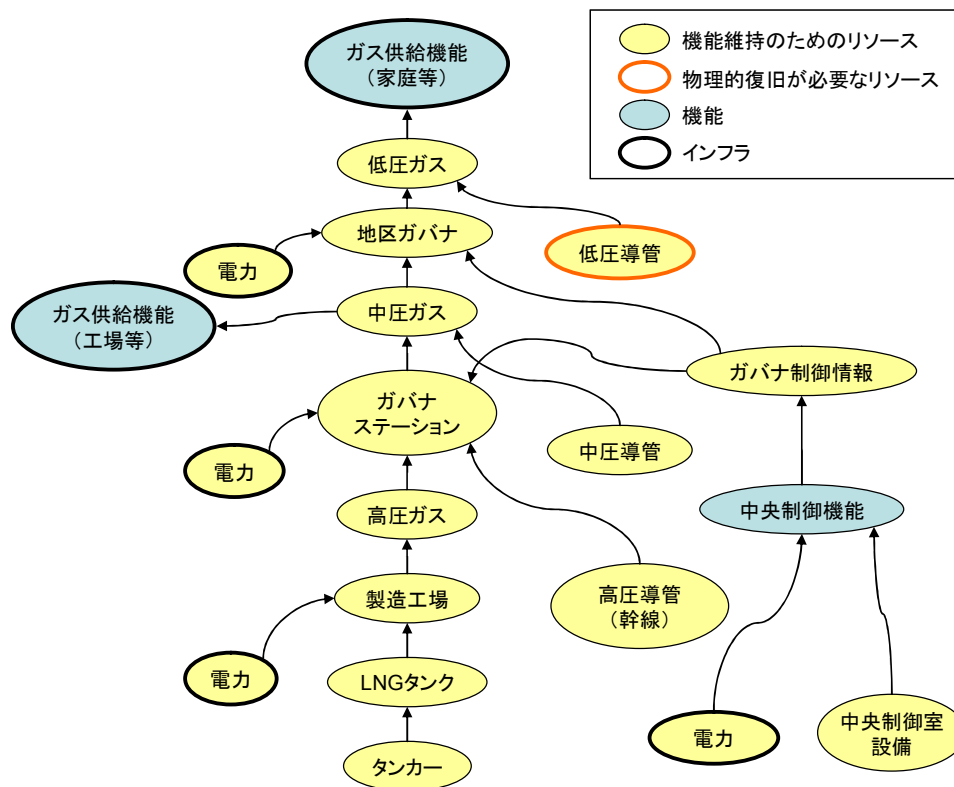 ガス供給機能
（家庭等）
機能維持のためのリソース
物理的復旧が必要なリソース
機能
インフラ
低圧ガス
地区ガバナ
低圧導管
電力
中圧ガス
ガス供給機能
（工場等）
ガバナ制御情報
ガバナ
ステーション
中圧導管
電力
高圧ガス
中央制御機能
製造工場
高圧導管
（幹線）
電力
LNGタンク
電力
中央制御室
設備
タンカー